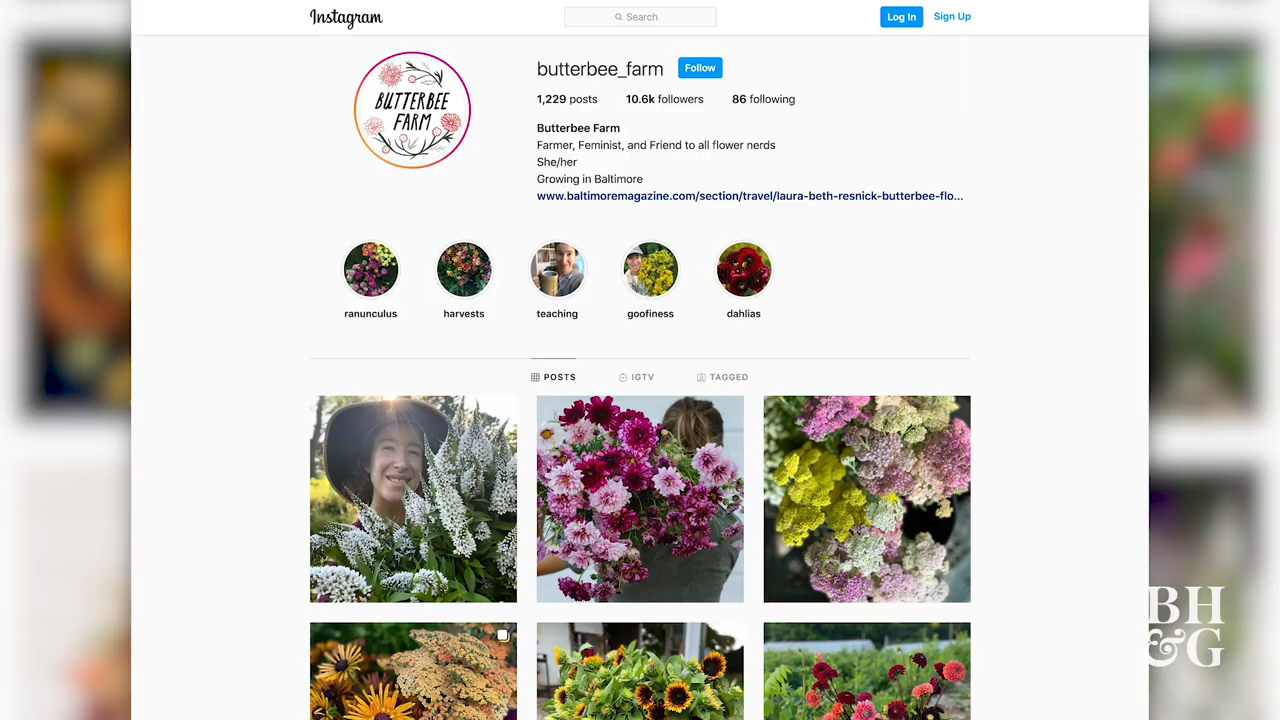 Instagram
Search
Log In
Sign Up
BUTTERBEE
FARM
butterbee_farm
Follow
1,229 posts
10.6k followers
86 following
Butterbee Farm
Farmer, Feminist, and Friend to all flower nerds
She/her
Growing in Baltimore
www.baltimoremagazine.com/section/travel/laura-beth-resnick-butterbee-flo...
ranunculus
harvests
teaching
goofiness
dahlias
POSTS
IGTV
TAGGED
BH
&G